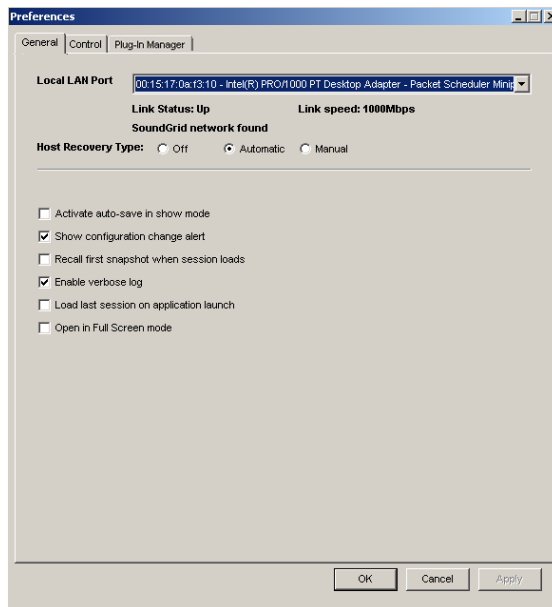 Preferences
General Control Plug-In Manager
Local LAN Port 00:15:17:0a:f3:10 - Intel(R) PRO/1000 PT Desktop Adapter - Packet Scheduler Minip
Link Status: Up Link speed: 1000Mbps
SoundGrid network found
Host Recovery Type: Off Automatic Manual
Activate auto-save in show mode
Show configuration change alert
Recall first snapshot when session loads
Enable verbose log
Load last session on application launch
Open in Full Screen mode
OK Cancel Apply